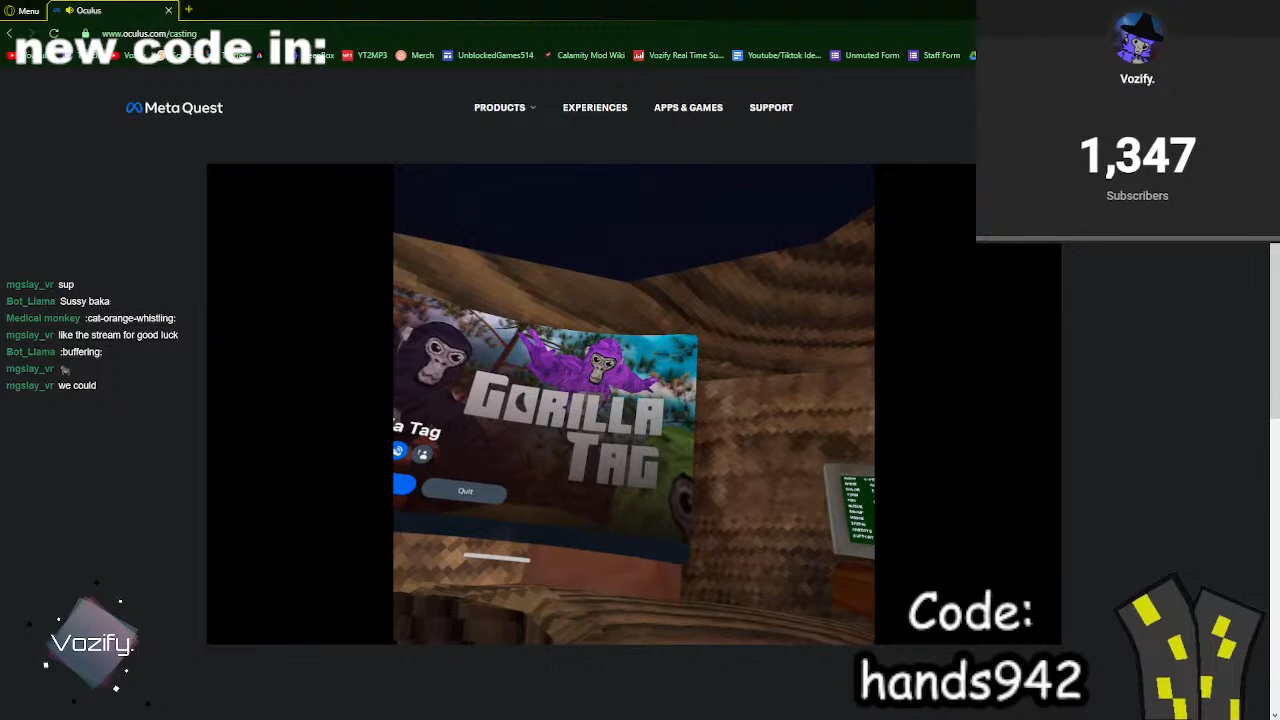 Menu
Oculus
www.oculus.com/casting
new code in:
YT2MP3
Merch
UnblockedGames514
Calamity Mod Wiki
Vozify Real Time Su...
Youtube/Tiktok Ide...
Unmuted Form
Staff Form
Meta Quest
PRODUCTS
EXPERIENCES
APPS & GAMES
SUPPORT
Vozify.
1,347
Subscribers
mgslay_vr sup
Bot_Llama Sussy baka
Medical monkey :cat-orange-whistling:
mgslay_vr like the stream for good luck
Bot_Llama :buffering:
mgslay_vr
mgslay_vr we could
GORILLA
TAG
la Tag
Quit
Vozify.
Code:
hands942